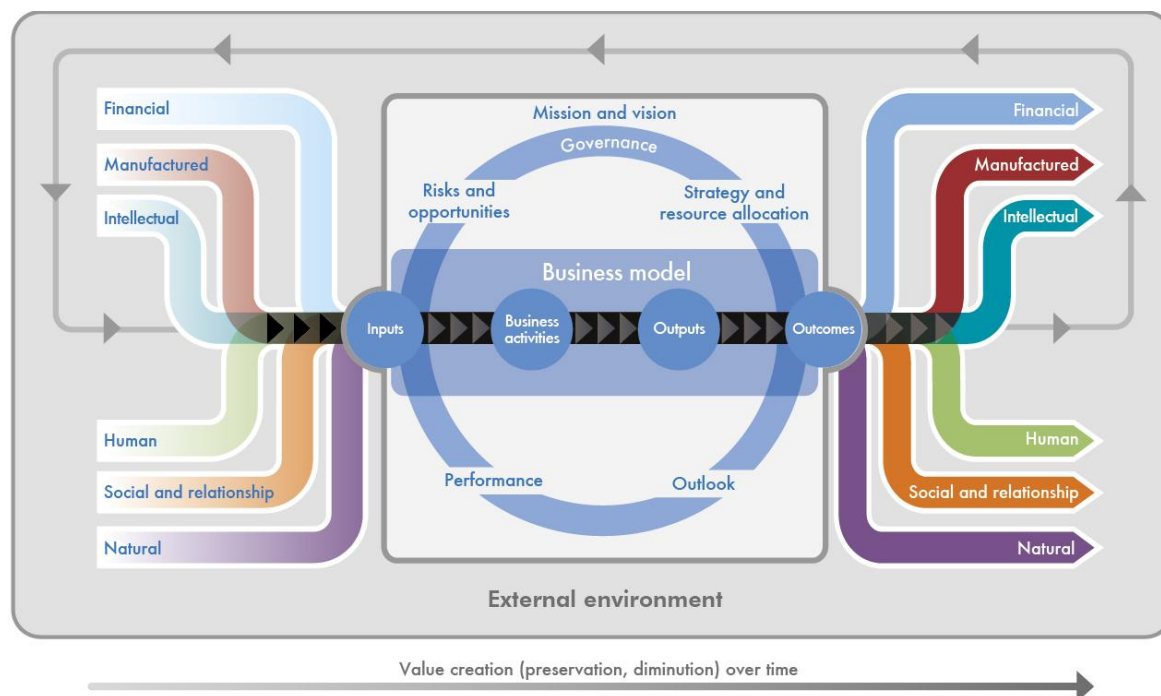 Financial
Manufactured
Intellectual
Human
Social and relationship
Natural
Mission and vision
Governance
Risks and
opportunities
Strategy and
resource allocation
Business model
Inputs
Business
activities
Outputs
Outcomes
Performance
Outlook
Financial
Manufactured
Intellectual
Human
Social and relationship
Natural
External environment
Value creation (preservation, diminution) over time